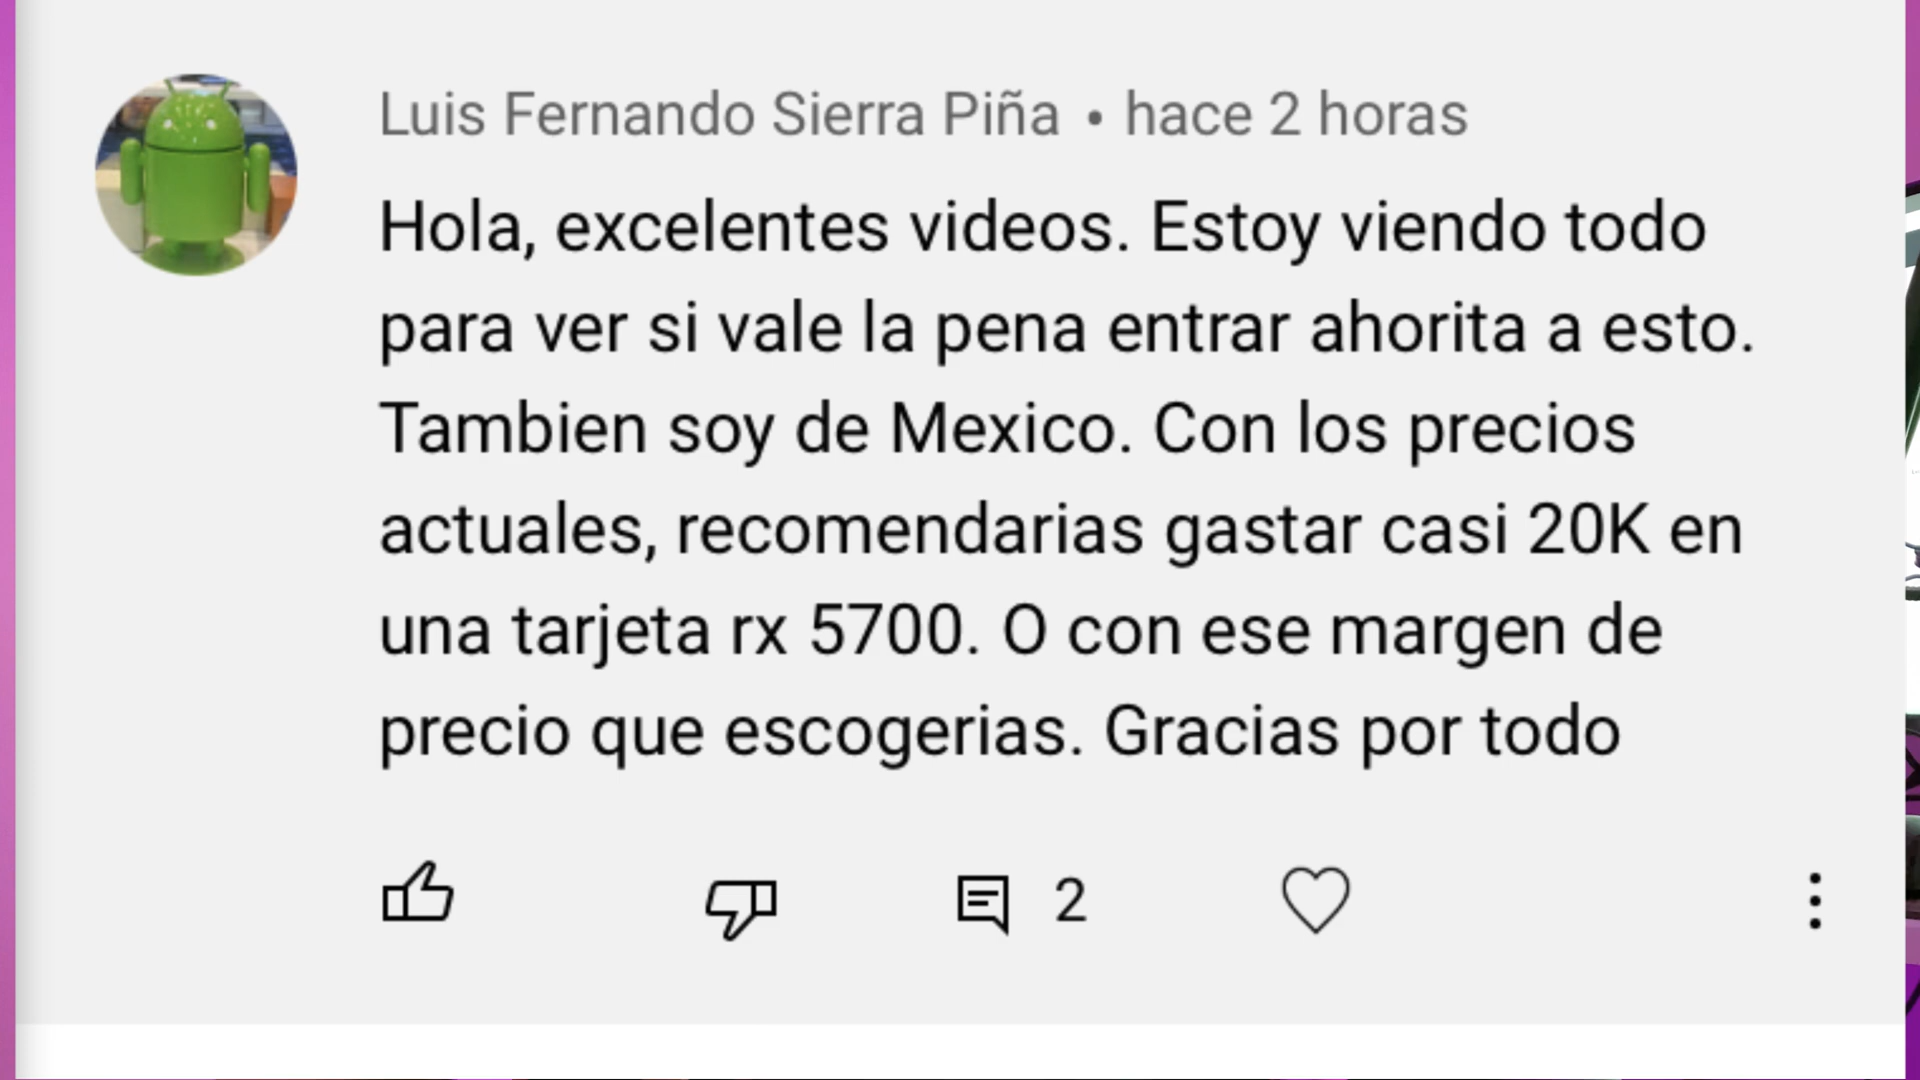 Luis Fernando Sierra Piña • hace 2 horas
Hola, excelentes videos. Estoy viendo todo
para ver si vale la pena entrar ahorita a esto.
Tambien soy de Mexico. Con los precios
actuales, recomendarias gastar casi 20K en
una tarjeta rx 5700. O con ese margen de
precio que escogerias. Gracias por todo
2